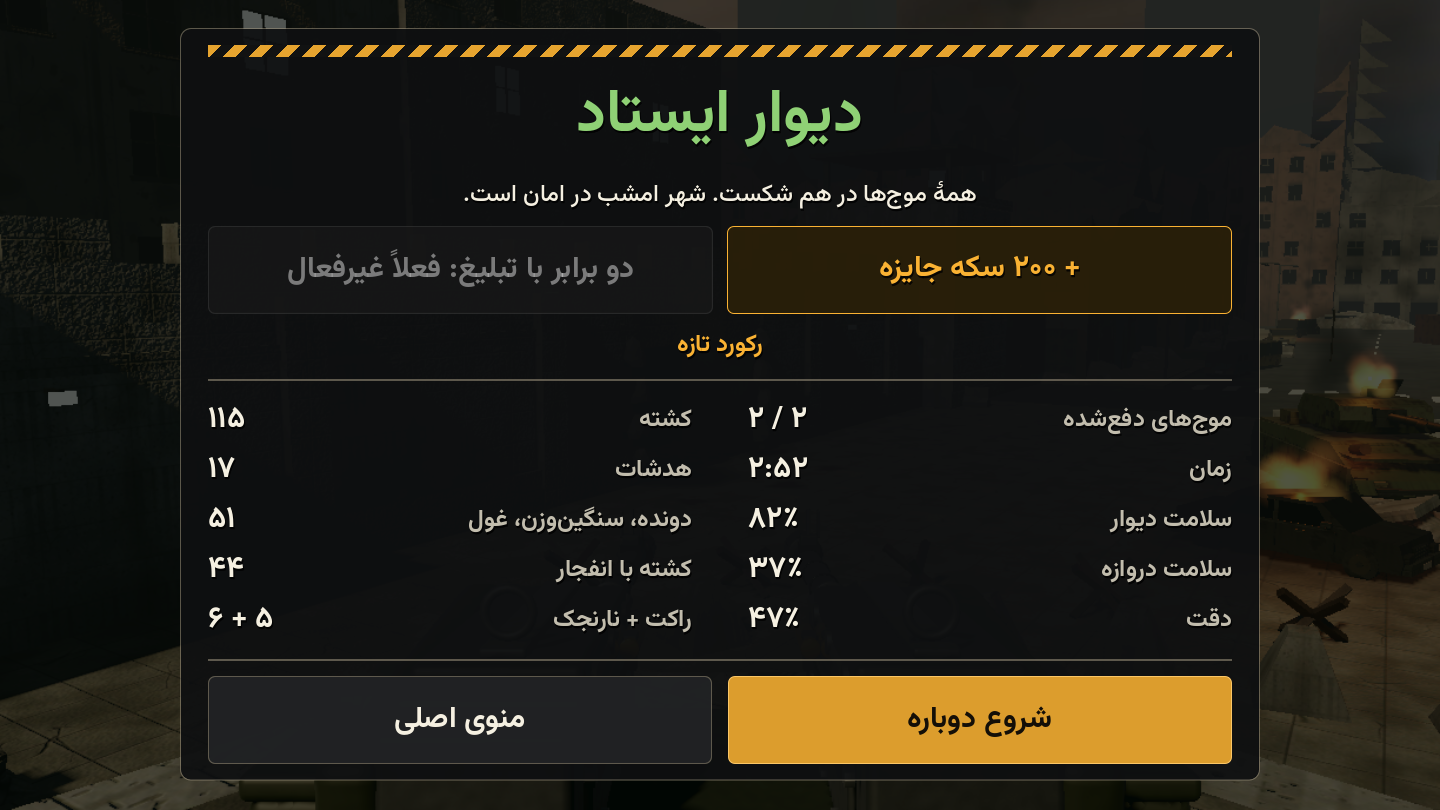 دیوار ایستاد
همهٔ موج‌ها در هم شکست. شهر امشب در امان است.
+ ۲۰۰ سکه جایزه
دو برابر با تبلیغ: فعلاً غیرفعال
رکورد تازه
موج‌های دفع‌شده ۲ / ۲
کشته ۱۱۵
زمان ۲:۵۲
هدشات ۱۷
سلامت دیوار ۸۲٪
دونده، سنگین‌وزن، غول ۵۱
سلامت دروازه ۳۷٪
کشته با انفجار ۴۴
دقت ۴۷٪
راکت + نارنجک ۵ + ۶
شروع دوباره
منوی اصلی